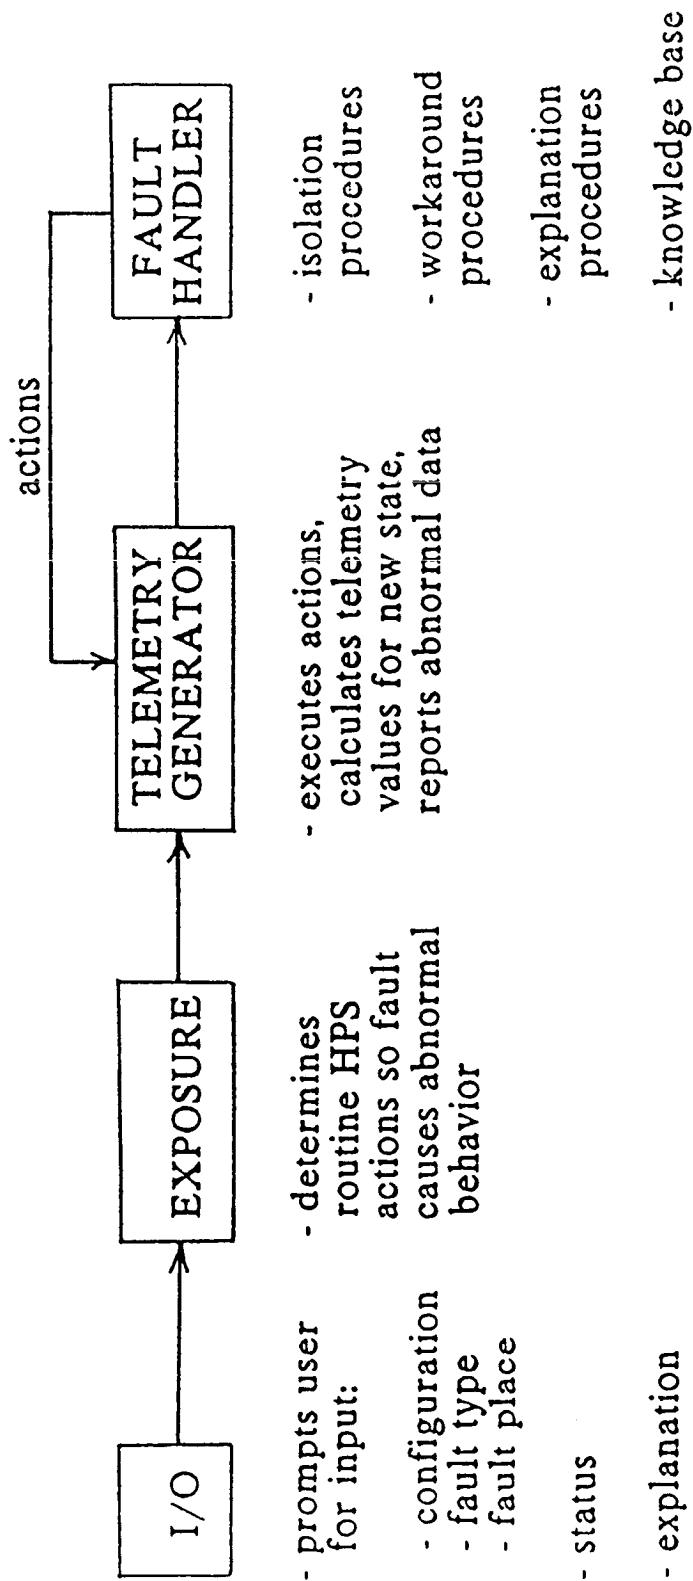 actions
I/O
EXPOSURE
TELEMETRY
GENERATOR
FAULT
HANDLER
- prompts user
for input:
- configuration
- fault type
- fault place
- status
- explanation
- determines
routine HPS
actions so fault
causes abnormal
behavior
- executes actions,
calculates telemetry
values for new state,
reports abnormal data
- isolation
procedures
- workaround
procedures
- explanation
procedures
- knowledge base